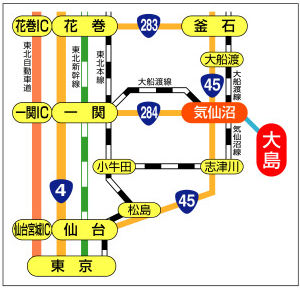 花巻IC
花巻
283
釜石
東北自動車道
東北新幹線
東北本線
大船渡
大船渡線
45
大船渡線
一関IC
一関
284
気仙沼
気仙沼線
大島
小牛田
志津川
4
45
松島
仙台宮城IC
仙台
東京